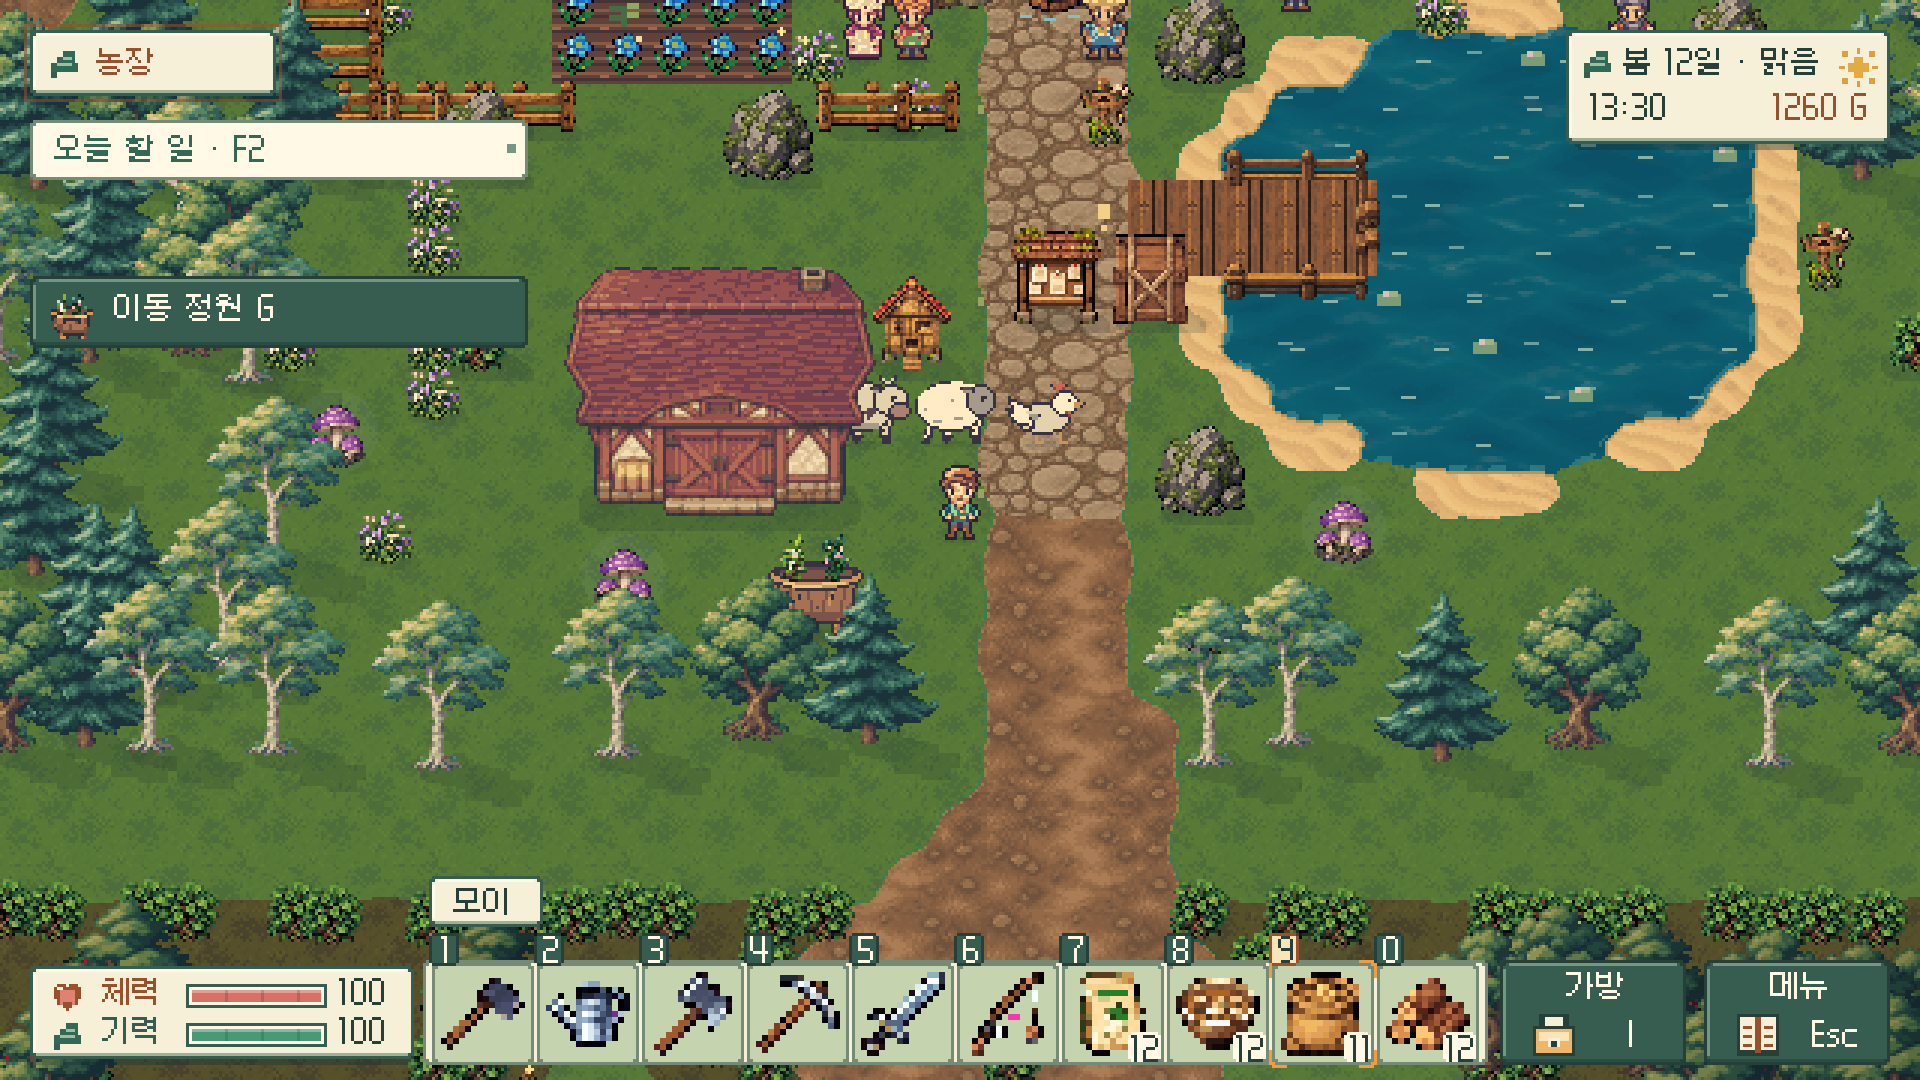 농장
오늘 할 일 · F2
이동 정원 G
봄 12일 · 맑음
13:30 1260 G
모이
1 2 3 4 5 6 7 8 9 0
12 12 11 12
체력 100
기력 100
가방
I
메뉴
Esc